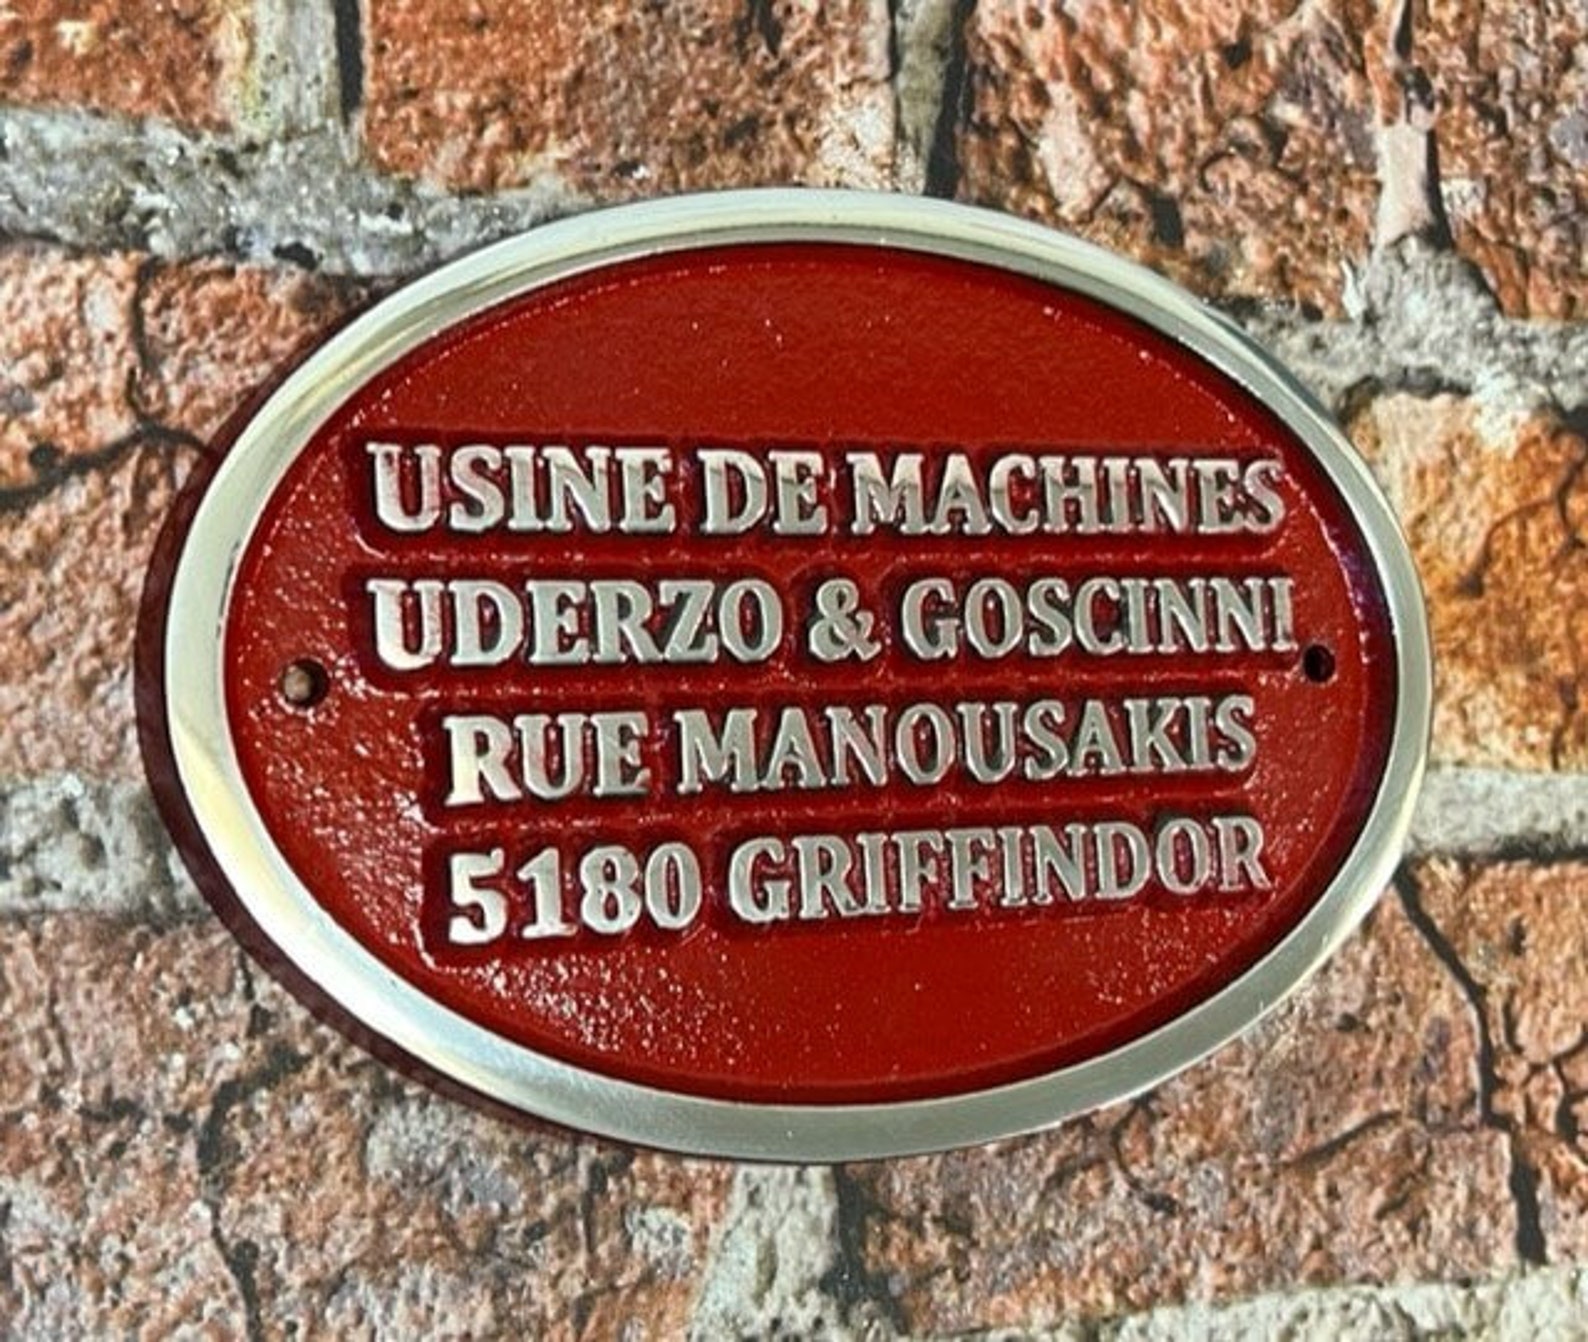 USINE DE MACHINES
UDERZO & GOSCINNI
RUE MANOUSAKIS
5180 GRIFFINDOR